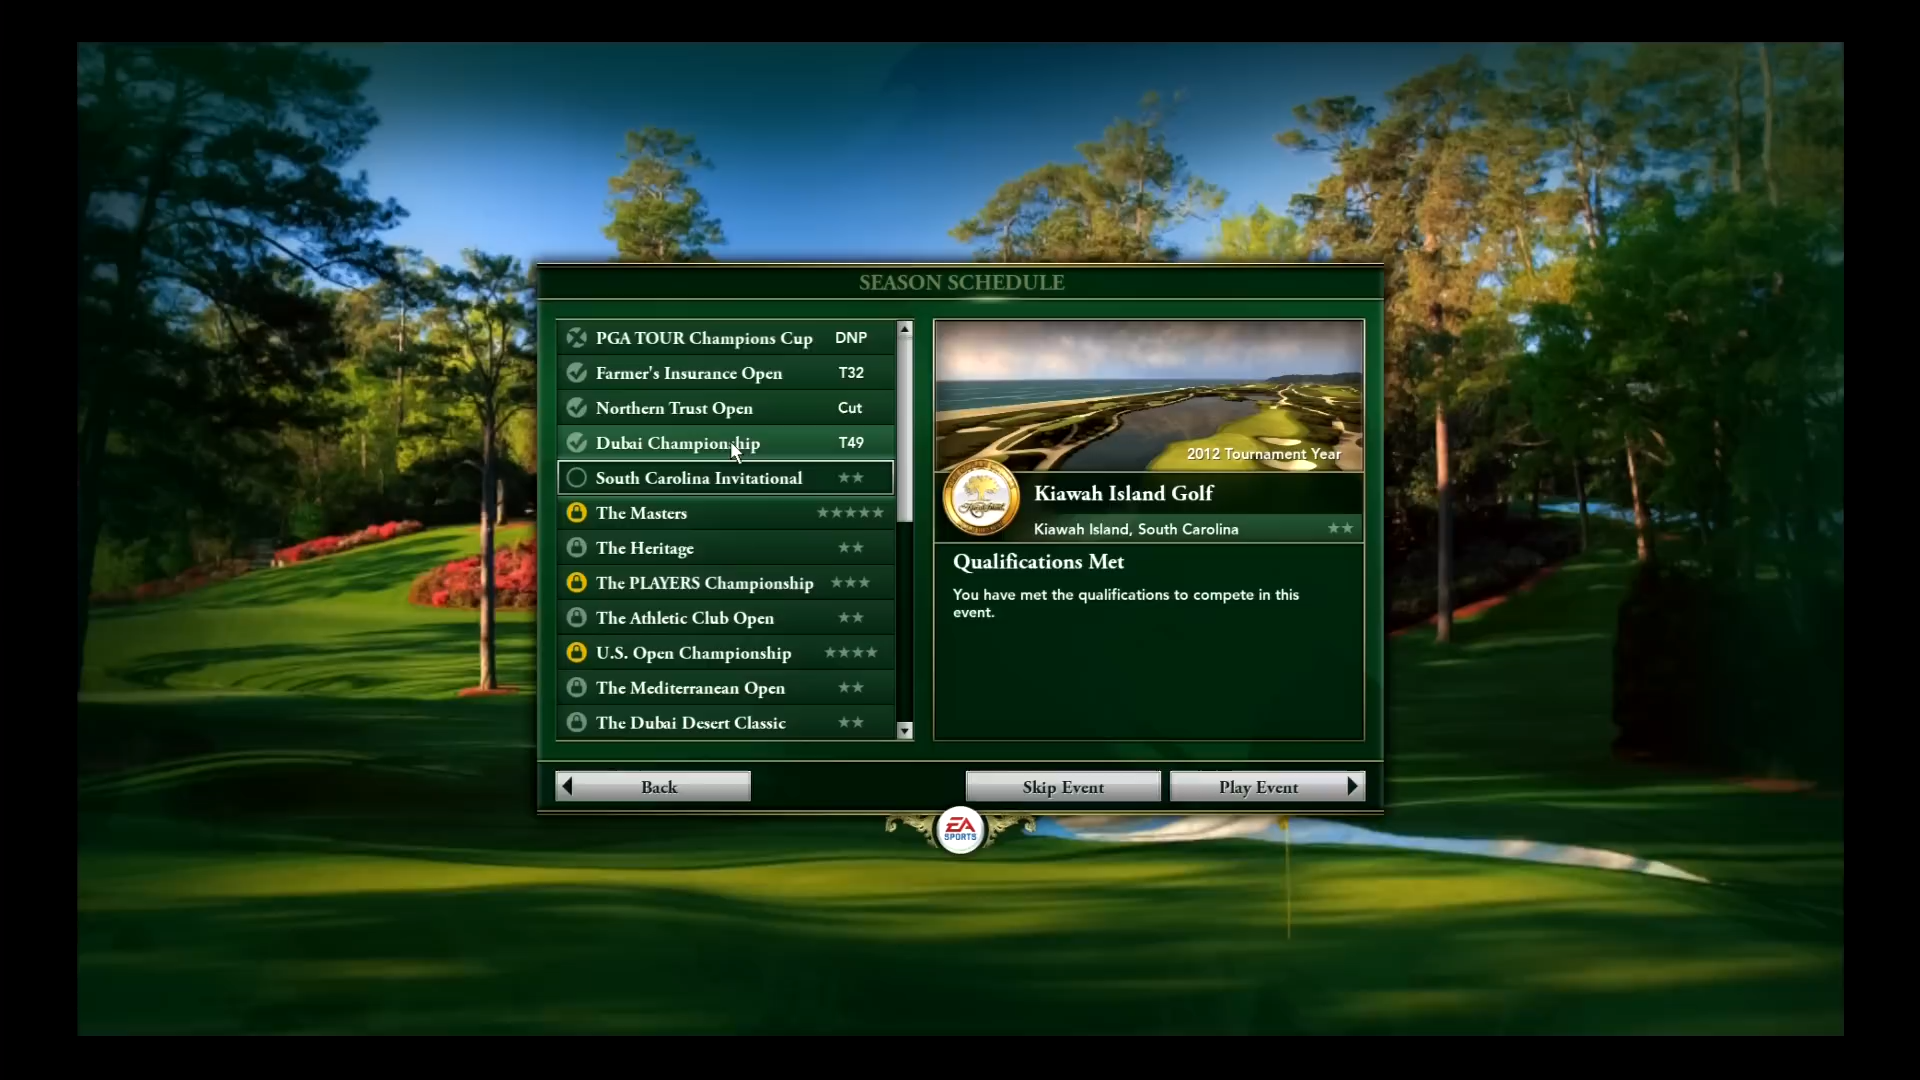 SEASON SCHEDULE
PGA TOUR Champions Cup DNP
Farmer's Insurance Open T32
Northern Trust Open Cut
Dubai Championship T49
South Carolina Invitational
The Masters
The Heritage
The PLAYERS Championship
The Athletic Club Open
U.S. Open Championship
The Mediterranean Open
The Dubai Desert Classic
2012 Tournament Year
Kiawah Island Golf
Kiawah Island, South Carolina
Qualifications Met
You have met the qualifications to compete in this
event.
Back
Skip Event
Play Event
EA
SPORTS